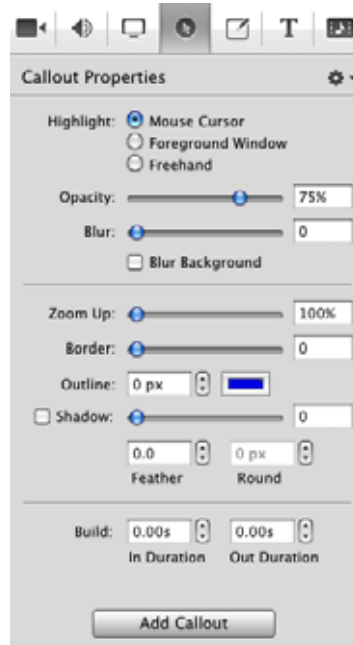 T
Callout Properties
Highlight: Mouse Cursor
Foreground Window
Freehand
Opacity: 75%
Blur: 0
Blur Background
Zoom Up: 100%
Border: 0
Outline: 0 px
Shadow: 0
0.0 0 px
Feather Round
Build: 0.00s 0.00s
In Duration Out Duration
Add Callout